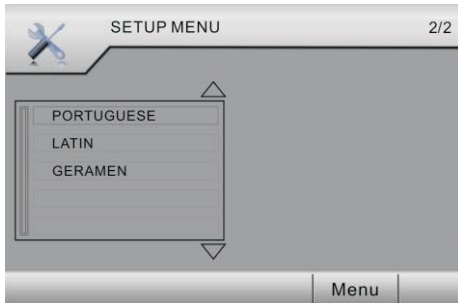 SETUP MENU 2/2
PORTUGUESE
LATIN
GERAMEN
Menu